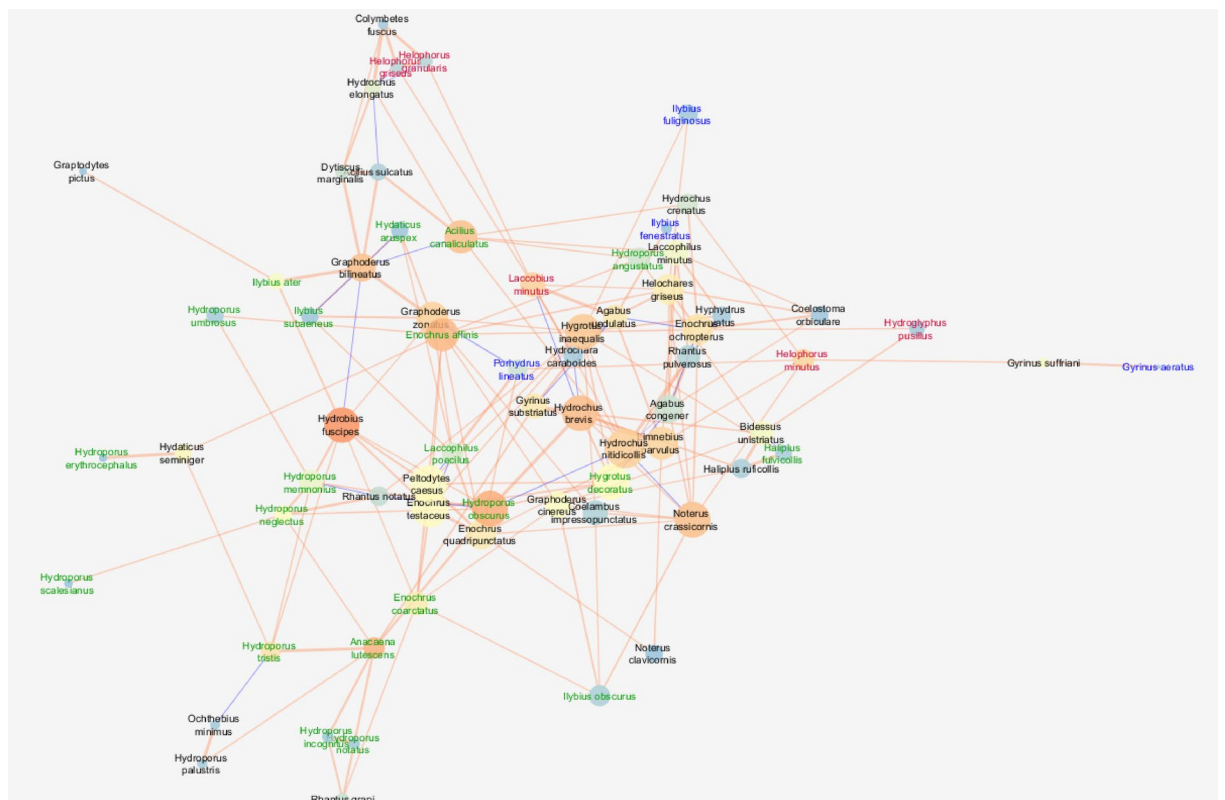 Colymbetes
fuscus
Helophorus
granularis
Helophorus
griseus
Hydrochus
elongatus
Ilybius
fuliginosus
Graptodytes
pictus
Dytiscus
marginalis
sulcatus
Hydrochus
crenatus
Hydaticus
aruspex
Acilius
canaliculatus
Ilybius
fenestratus
Laccophilus
minutus
Hydroporus
angustatus
Graphoderus
bilineatus
Ilybius ater
Laccobius
minutus
Helochares
griseus
Hydroporus
umbrosus
Ilybius
subaeneus
Graphoderus
zonatus
Enochrus affinis
Agabus
undulatus
Hygrotus
inaequalis
Hyphydrus
Enochrus
ochropterus
Coelostoma
orbiculare
Hydroglyphus
pusillus
Hydrochara
caraboides
Rhantus
pulverosus
Porhydrus
lineatus
Helophorus
minutus
Gyrinus suffriani
Gyrinus aeratus
Gyrinus
substriatus
Hydrochus
brevis
Agabus
congener
Hydrobius
fuscipes
Bidessus
unistriatus
Hydrochus
nitidicollis
parvulus
Haliplus
fulvicollis
Haliplus ruficollis
Hydaticus
seminiger
Hydroporus
erythrocephalus
Laccophilus
poecilus
Hydroporus
memnonius
Peltodytes
caesus
Hygrotus
decoratus
Rhantus notatus
Enochrus
testaceus
Hydroporus
obscurus
Graphoderus
cinereus
Coelambus
impressopunctatus
Hydroporus
neglectus
Noterus
crassicornis
Enochrus
quadripunctatus
Hydroporus
scalesianus
Enochrus
coarctatus
Hydroporus
tristis
Anacaena
lutescens
Noterus
clavicornis
Ilybius obscurus
Ochthebius
minimus
Hydroporus
incognitus
Hydroporus
notatus
Hydroporus
palustris
Rhantus grapi